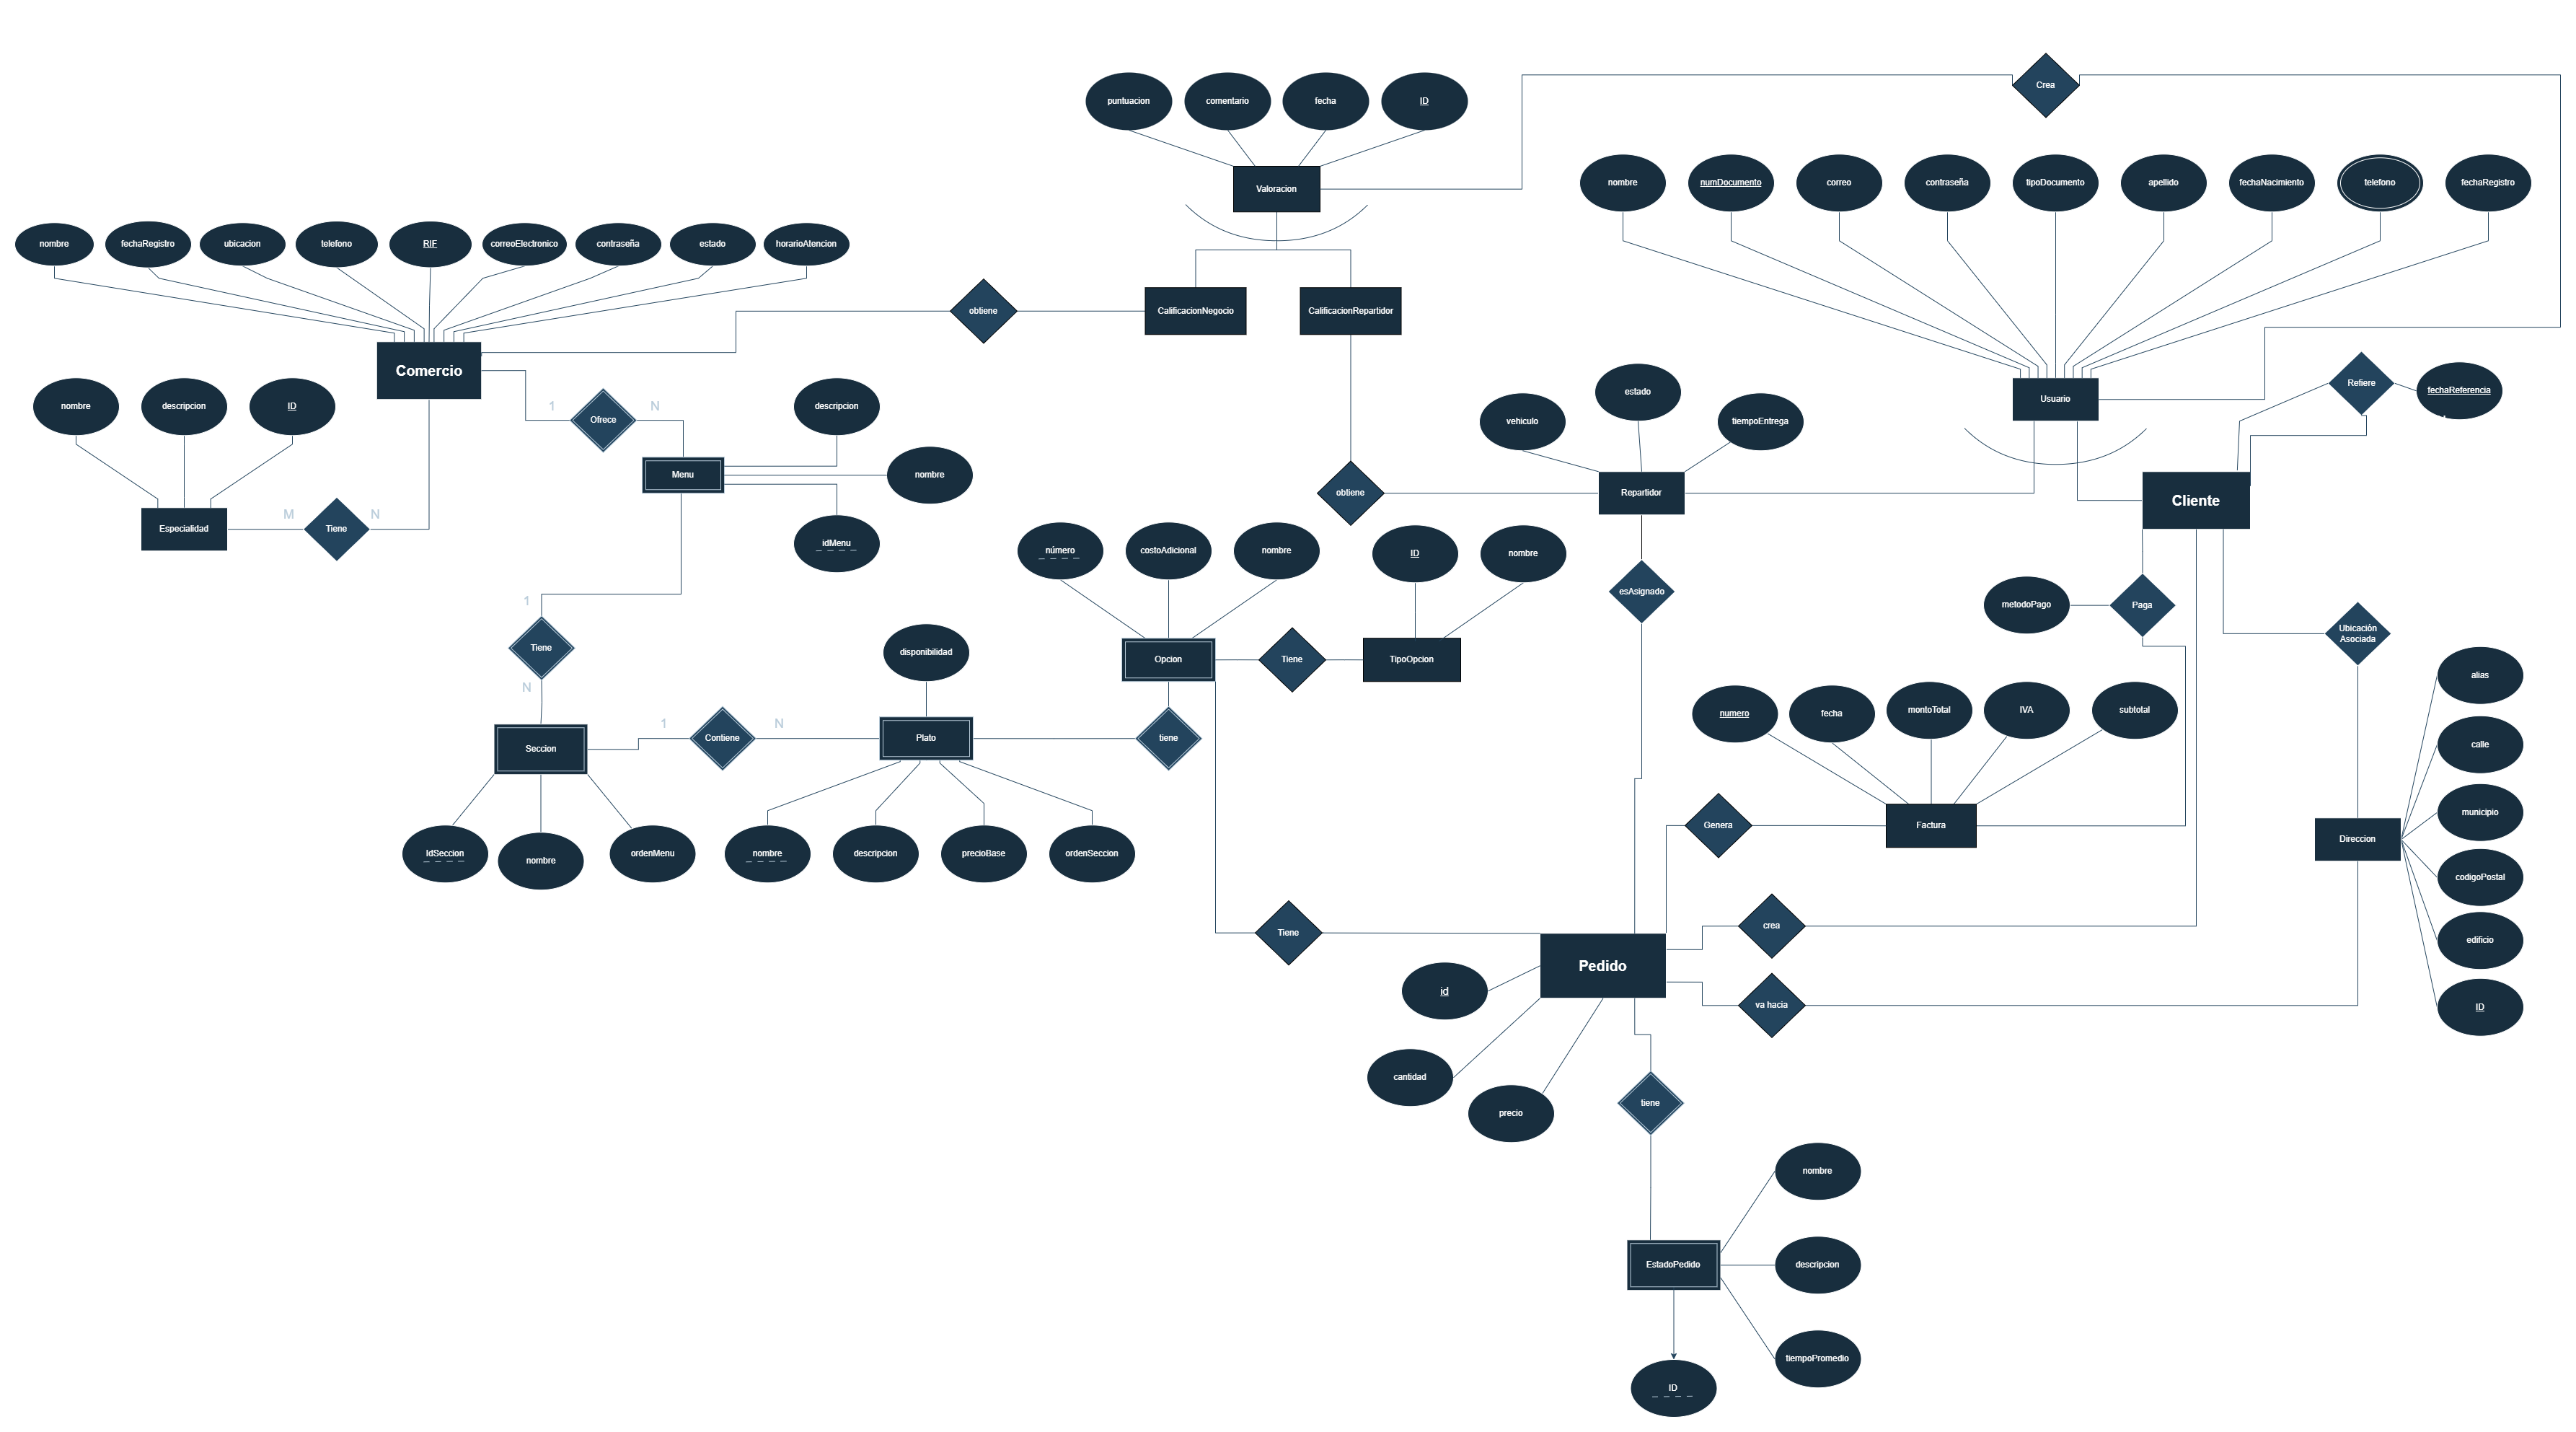 Crea
puntuacion
comentario
fecha
ID
Valoracion
nombre
numDocumento
correo
contraseña
tipoDocumento
apellido
fechaNacimiento
telefono
fechaRegistro
nombre
fechaRegistro
ubicacion
telefono
RIF
correoElectronico
contraseña
estado
horarioAtencion
obtiene
CalificacionNegocio
CalificacionRepartidor
Comercio
Usuario
Refiere
fechaReferencia
nombre
descripcion
ID
1
Ofrece
N
descripcion
vehiculo
estado
tiempoEntrega
Menu
nombre
obtiene
Repartidor
Cliente
Especialidad
M
Tiene
N
idMenu
número
costoAdicional
nombre
ID
nombre
esAsignado
metodoPago
Paga
Ubicación
Asociada
1
Tiene
N
disponibilidad
Opcion
Tiene
TipoOpcion
alias
Seccion
1
Contiene
N
Plato
tiene
numero
fecha
montoTotal
IVA
subtotal
calle
municipio
Genera
Factura
Direccion
IdSeccion
nombre
ordenMenu
nombre
descripcion
precioBase
ordenSeccion
codigoPostal
Tiene
crea
edificio
Pedido
id
va hacia
ID
cantidad
precio
tiene
nombre
EstadoPedido
descripcion
tiempoPromedio
ID